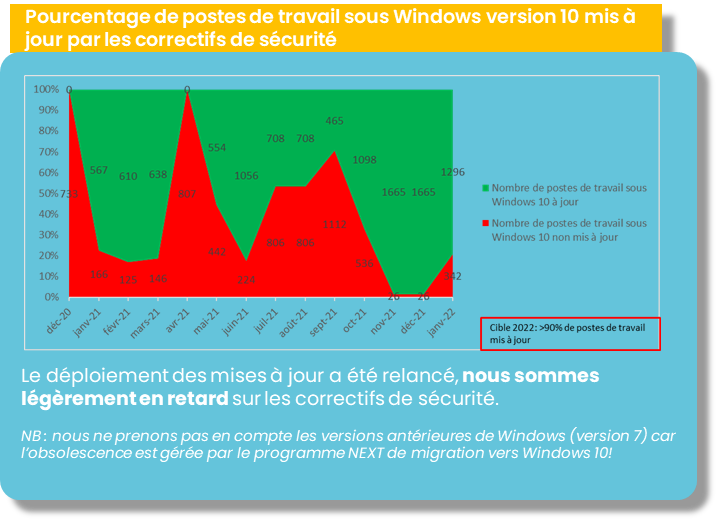 Pourcentage de postes de travail sous Windows version 10 mis à
jour par les correctifs de sécurité
100%
90%
80%
70%
60%
50%
40%
30%
20%
10%
0%
0
567
610
638
0
554
1056
708
708
465
1098
1665
1665
1296
733
166
125
146
807
442
224
806
806
1112
536
26
26
342
déc-20
janv-21
févr-21
mars-21
avr-21
mai-21
juin-21
juil-21
août-21
sept-21
oct-21
nov-21
déc-21
janv-22
Nombre de postes de travail sous
Windows 10 à jour
Nombre de postes de travail sous
Windows 10 non mis à jour
Cible 2022 : >90% de postes de travail
mis à jour
Le déploiement des mises à jour a été relancé, nous sommes
légèrement en retard sur les correctifs de sécurité.
NB : nous ne prenons pas en compte les versions antérieures de Windows (version 7) car
l'obsolescence est gérée par le programme NEXT de migration vers Windows 10!